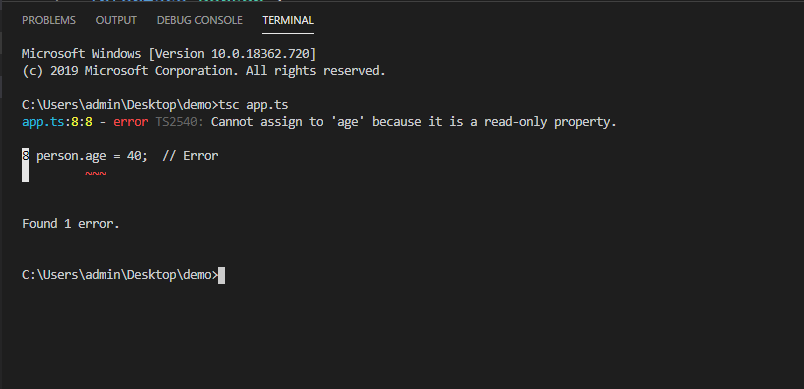 PROBLEMS OUTPUT DEBUG CONSOLE TERMINAL
Microsoft Windows [Version 10.0.18362.720]
(c) 2019 Microsoft Corporation. All rights reserved.
C:\Users\admin\Desktop\demo>tsc app.ts
app.ts:8:8 - error TS2540: Cannot assign to 'age' because it is a read-only property.
8 person.age = 40;  // Error
~~~
Found 1 error.
C:\Users\admin\Desktop\demo>